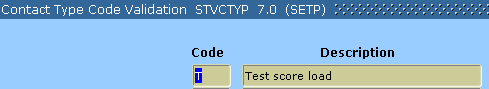 Contact Type Code Validation STVCTYP 7.0 (SETP)
Code Description
T Test score load